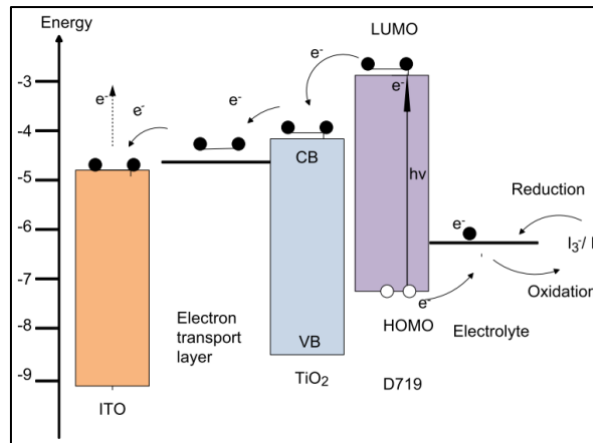 Energy
LUMO
-3
-4
-5
-6
-7
-8
-9
e-
e-
e-
e-
e-
CB
hv
VB
Reduction
e-
I3-/ I
Oxidation
e-
HOMO
Electrolyte
Electron
transport
layer
TiO2
D719
ITO